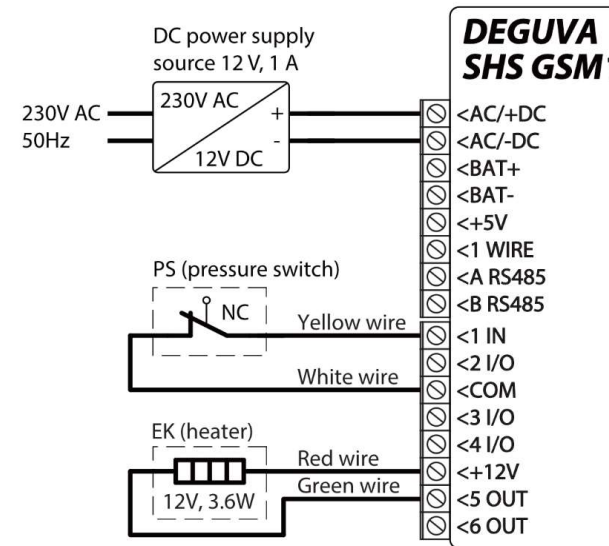 DC power supply
source 12 V, 1 A
230V AC
50Hz
230V AC
+
-
12V DC
PS (pressure switch)
NC
Yellow wire
White wire
EK (heater)
12V, 3.6W
Red wire
Green wire
DEGUVA
SHS GSM
<AC/+DC
<AC/-DC
<BAT+
<BAT-
<+5V
<1 WIRE
<A RS485
<B RS485
<1 IN
<2 I/O
<COM
<3 I/O
<4 I/O
<+12V
<5 OUT
<6 OUT